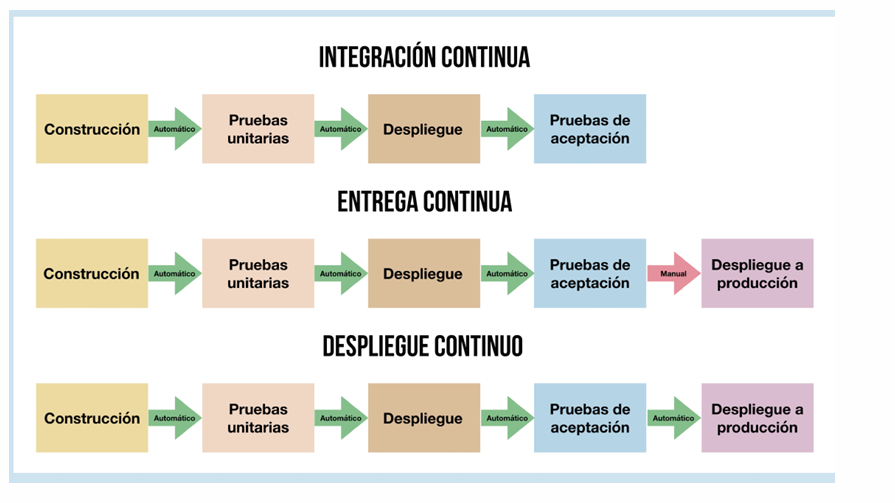 INTEGRACIÓN CONTINUA
Construcción
Automático
Pruebas
unitarias
Automático
Despliegue
Automático
Pruebas de
aceptación
ENTREGA CONTINUA
Construcción
Automático
Pruebas
unitarias
Automático
Despliegue
Automático
Pruebas de
aceptación
Manual
Despliegue a
producción
DESPLIEGUE CONTINUO
Construcción
Automático
Pruebas
unitarias
Automático
Despliegue
Automático
Pruebas de
aceptación
Automático
Despliegue a
producción